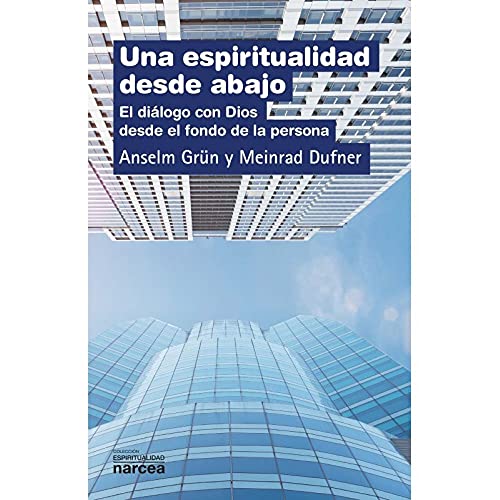 Una espiritualidad
desde abajo
El diálogo con Dios
desde el fondo de la persona
Anselm Grün y Meinrad Dufner
COLECCIÓN
ESPIRITUALIDAD
narcea